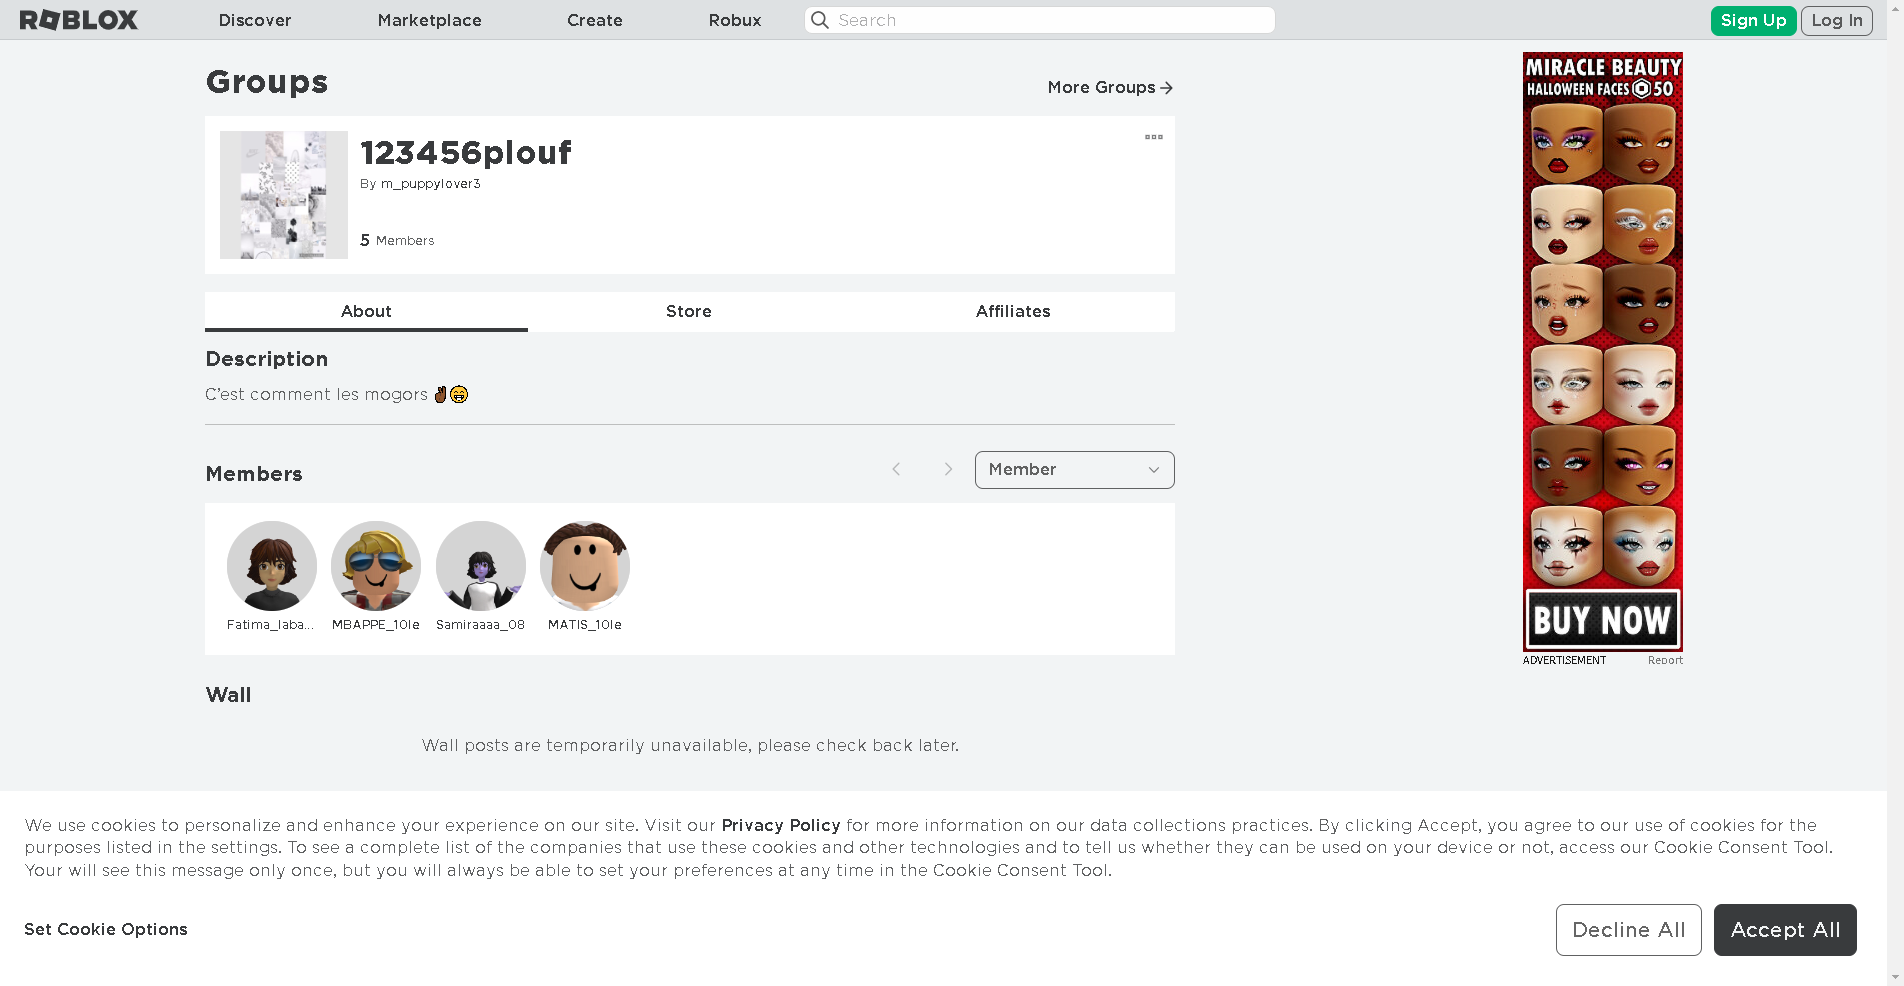 ROBLOX
Discover
Marketplace
Create
Robux
Search
Sign Up
Log In
Groups
More Groups
123456plouf
By m_puppylover3
5 Members
About
Store
Affiliates
Description
C’est comment les mogors ✌🏿😁
Members
Member
Fatima_laba...
MBAPPE_10le
Samiraaaa_08
MATIS_10le
Wall
Wall posts are temporarily unavailable, please check back later.
MIRACLE BEAUTY
HALLOWEEN FACES 50
BUY NOW
ADVERTISEMENT
Report
We use cookies to personalize and enhance your experience on our site. Visit our Privacy Policy for more information on our data collections practices. By clicking Accept, you agree to our use of cookies for the
purposes listed in the settings. To see a complete list of the companies that use these cookies and other technologies and to tell us whether they can be used on your device or not, access our Cookie Consent Tool.
Your will see this message only once, but you will always be able to set your preferences at any time in the Cookie Consent Tool.
Set Cookie Options
Decline All
Accept All